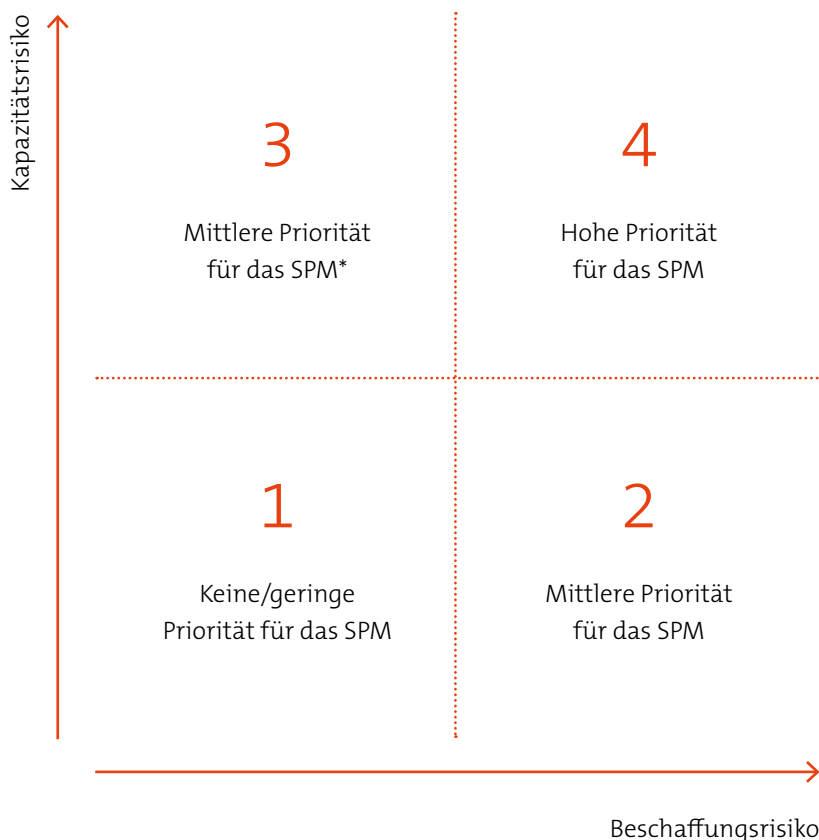 Kapazitätsrisiko
3
4
Mittlere Priorität
für das SPM*
Hohe Priorität
für das SPM
1
2
Keine/geringe
Priorität für das SPM
Mittlere Priorität
für das SPM
Beschaffungsrisiko